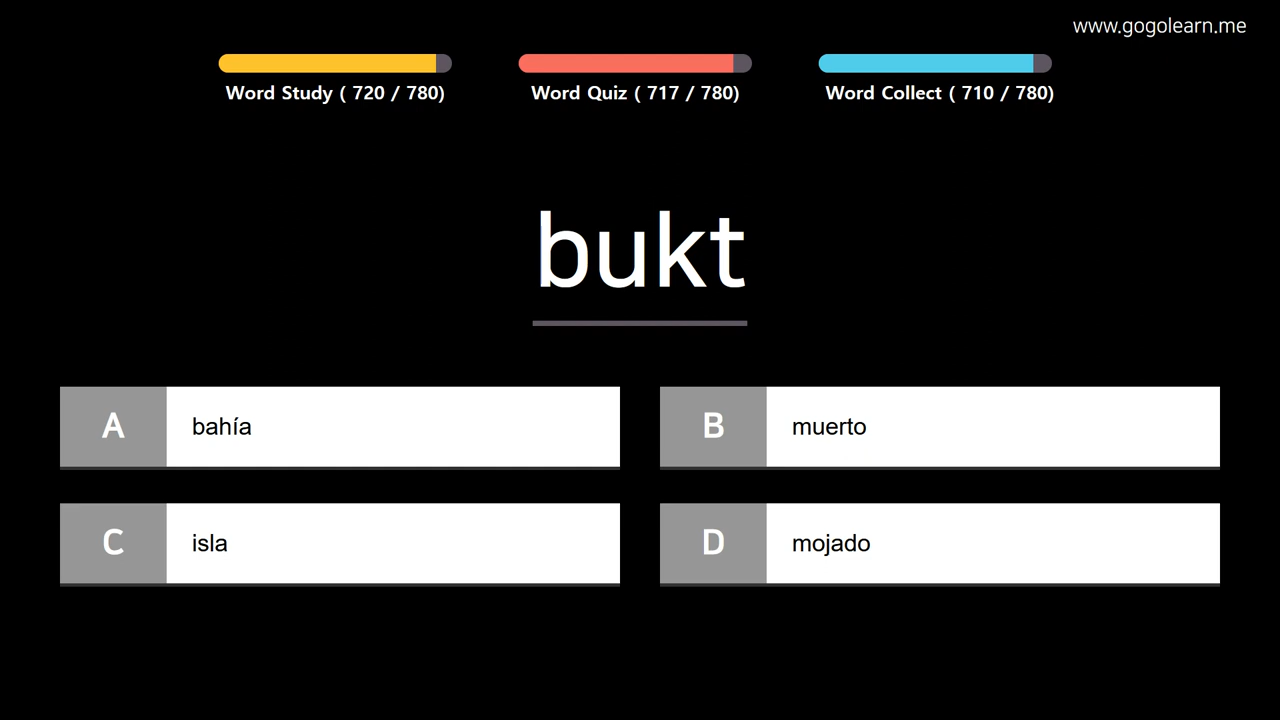 www.gogolearn.me
Word Study ( 720 / 780)
Word Quiz ( 717 / 780)
Word Collect ( 710 / 780)
bukt
A bahía
B muerto
C isla
D mojado